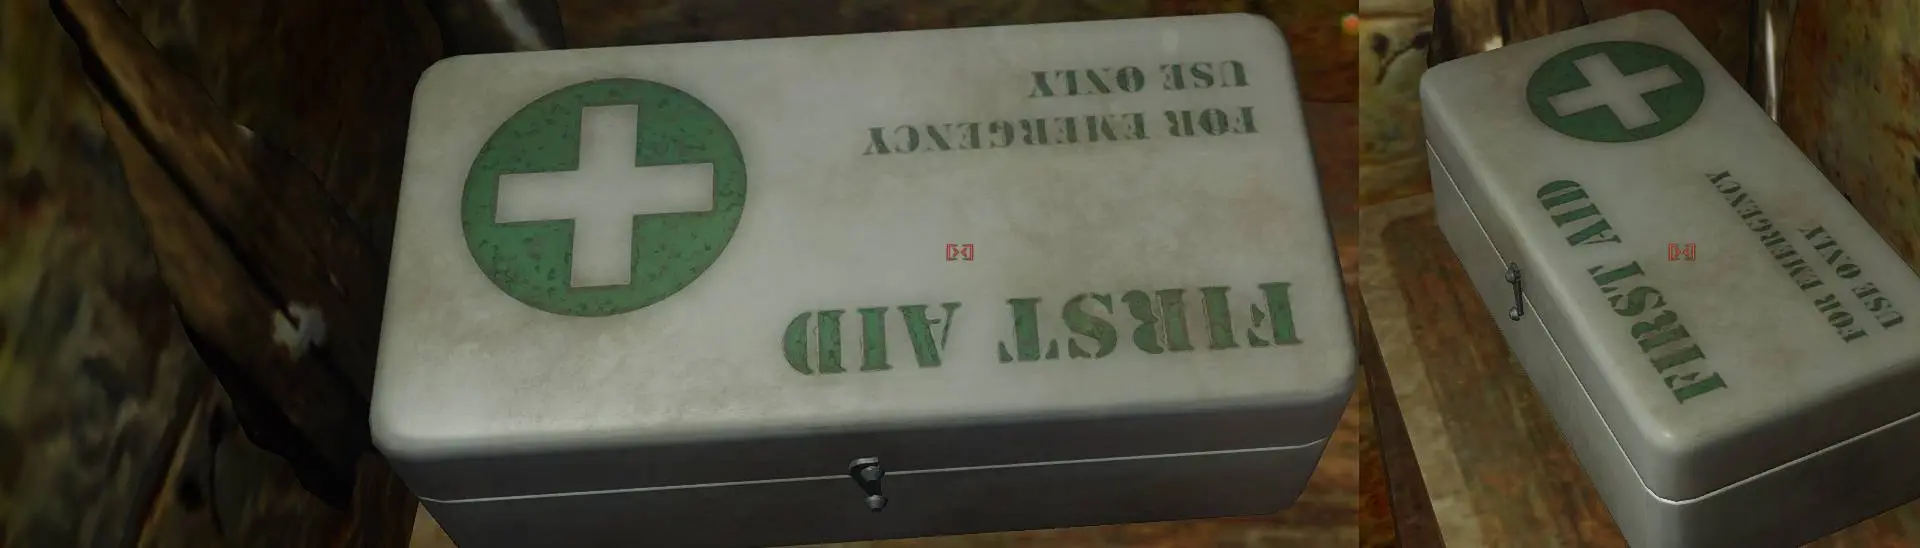 FIRST AID
FOR EMERGENCY
USE ONLY
FIRST AID
FOR EMERGENCY
USE ONLY